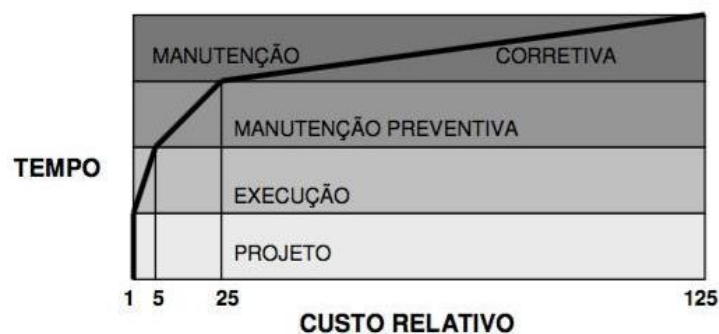 MANUTENÇÃO CORRETIVA
MANUTENÇÃO PREVENTIVA
TEMPO
EXECUÇÃO
PROJETO
1 5 25 125
CUSTO RELATIVO